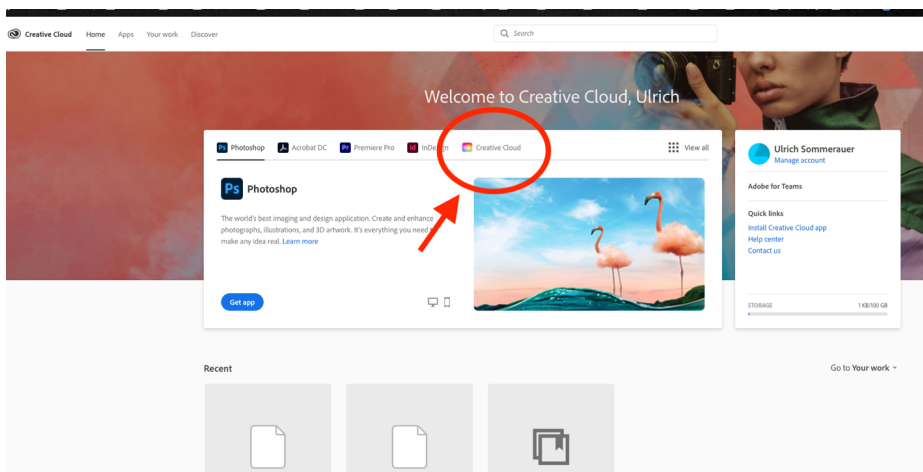 Creative Cloud Home Apps Your work Discover Search
Welcome to Creative Cloud, Ulrich
Ps Photoshop Acrobat DC Pr Premiere Pro Id InDesign Creative Cloud View all
Ps Photoshop
The world's best imaging and design application. Create and enhance
photographs, illustrations, and 3D artwork. It's everything you need
make any idea real. Learn more
Get app
Ulrich Sommerauer
Manage account
Adobe for Teams
Quick links
Install Creative Cloud app
Help center
Contact us
STORAGE 1 KB/100 GB
Recent
Go to Your work